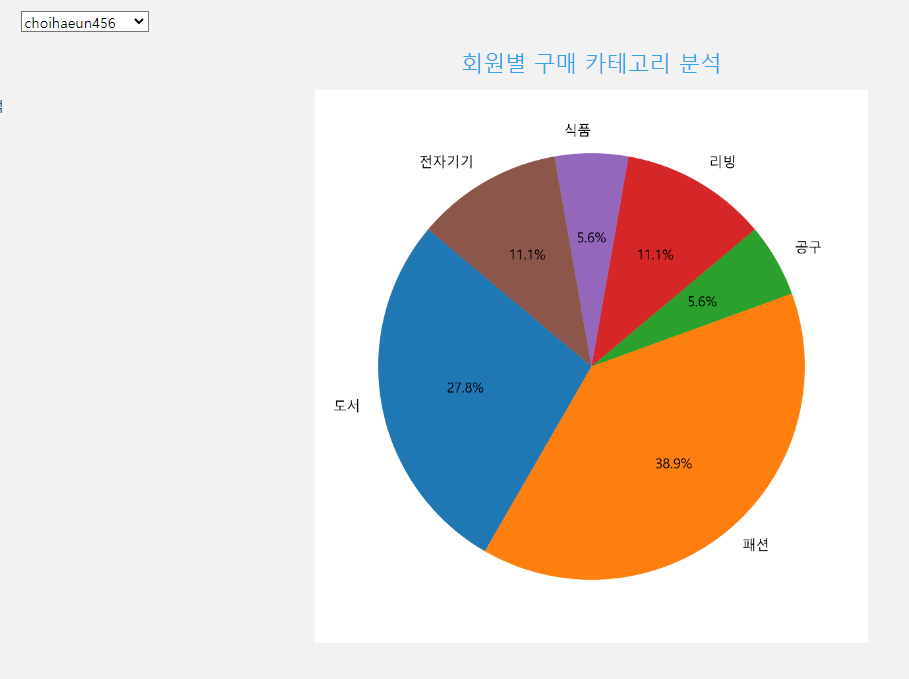 choihaeun456
회원별 구매 카테고리 분석
식품
전자기기
리빙
공구
5.6%
11.1%
11.1%
5.6%
27.8%
도서
38.9%
패션